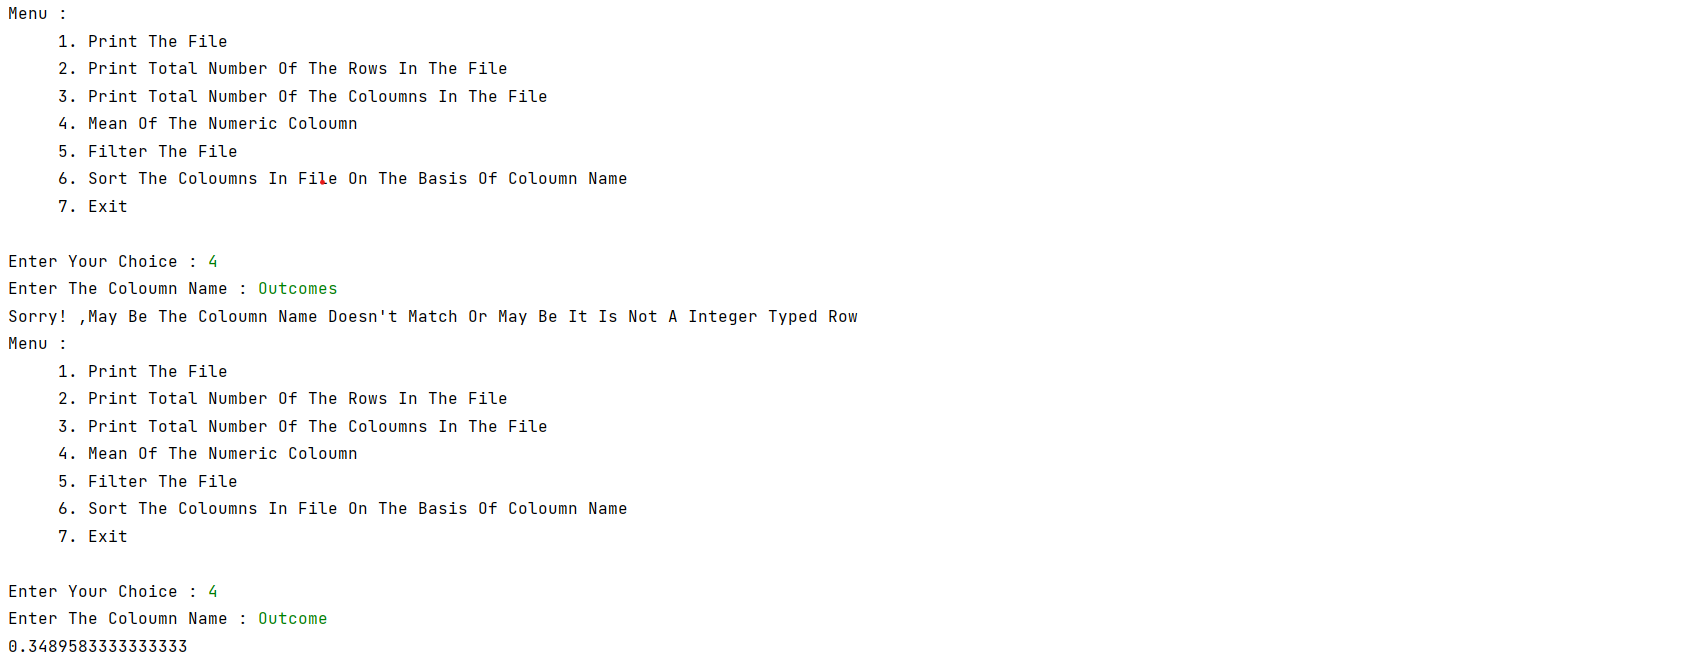 Menu :
1. Print The File
2. Print Total Number Of The Rows In The File
3. Print Total Number Of The Coloumns In The File
4. Mean Of The Numeric Coloumn
5. Filter The File
6. Sort The Coloumns In File On The Basis Of Coloumn Name
7. Exit
Enter Your Choice : 4
Enter The Coloumn Name : Outcomes
Sorry! ,May Be The Coloumn Name Doesn't Match Or May Be It Is Not A Integer Typed Row
Menu :
1. Print The File
2. Print Total Number Of The Rows In The File
3. Print Total Number Of The Coloumns In The File
4. Mean Of The Numeric Coloumn
5. Filter The File
6. Sort The Coloumns In File On The Basis Of Coloumn Name
7. Exit
Enter Your Choice : 4
Enter The Coloumn Name : Outcome
0.3489583333333333